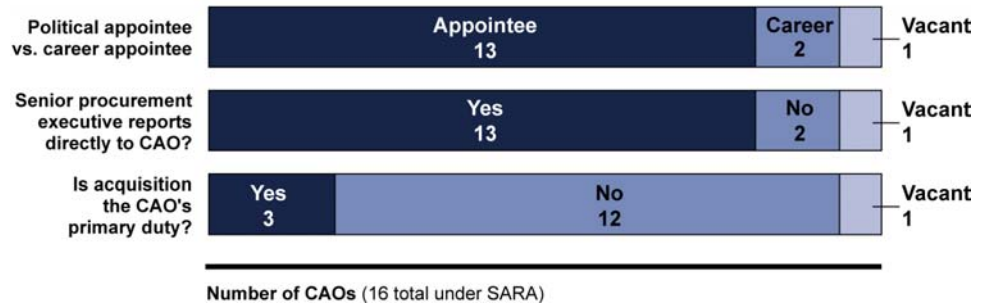 Political appointee
vs. career appointee
Appointee
13
Career
2
Vacant
1
Senior procurement
executive reports
directly to CAO?
Yes
13
No
2
Vacant
1
Is acquisition
the CAO's
primary duty?
Yes
3
No
12
Vacant
1
Number of CAOs (16 total under SARA)